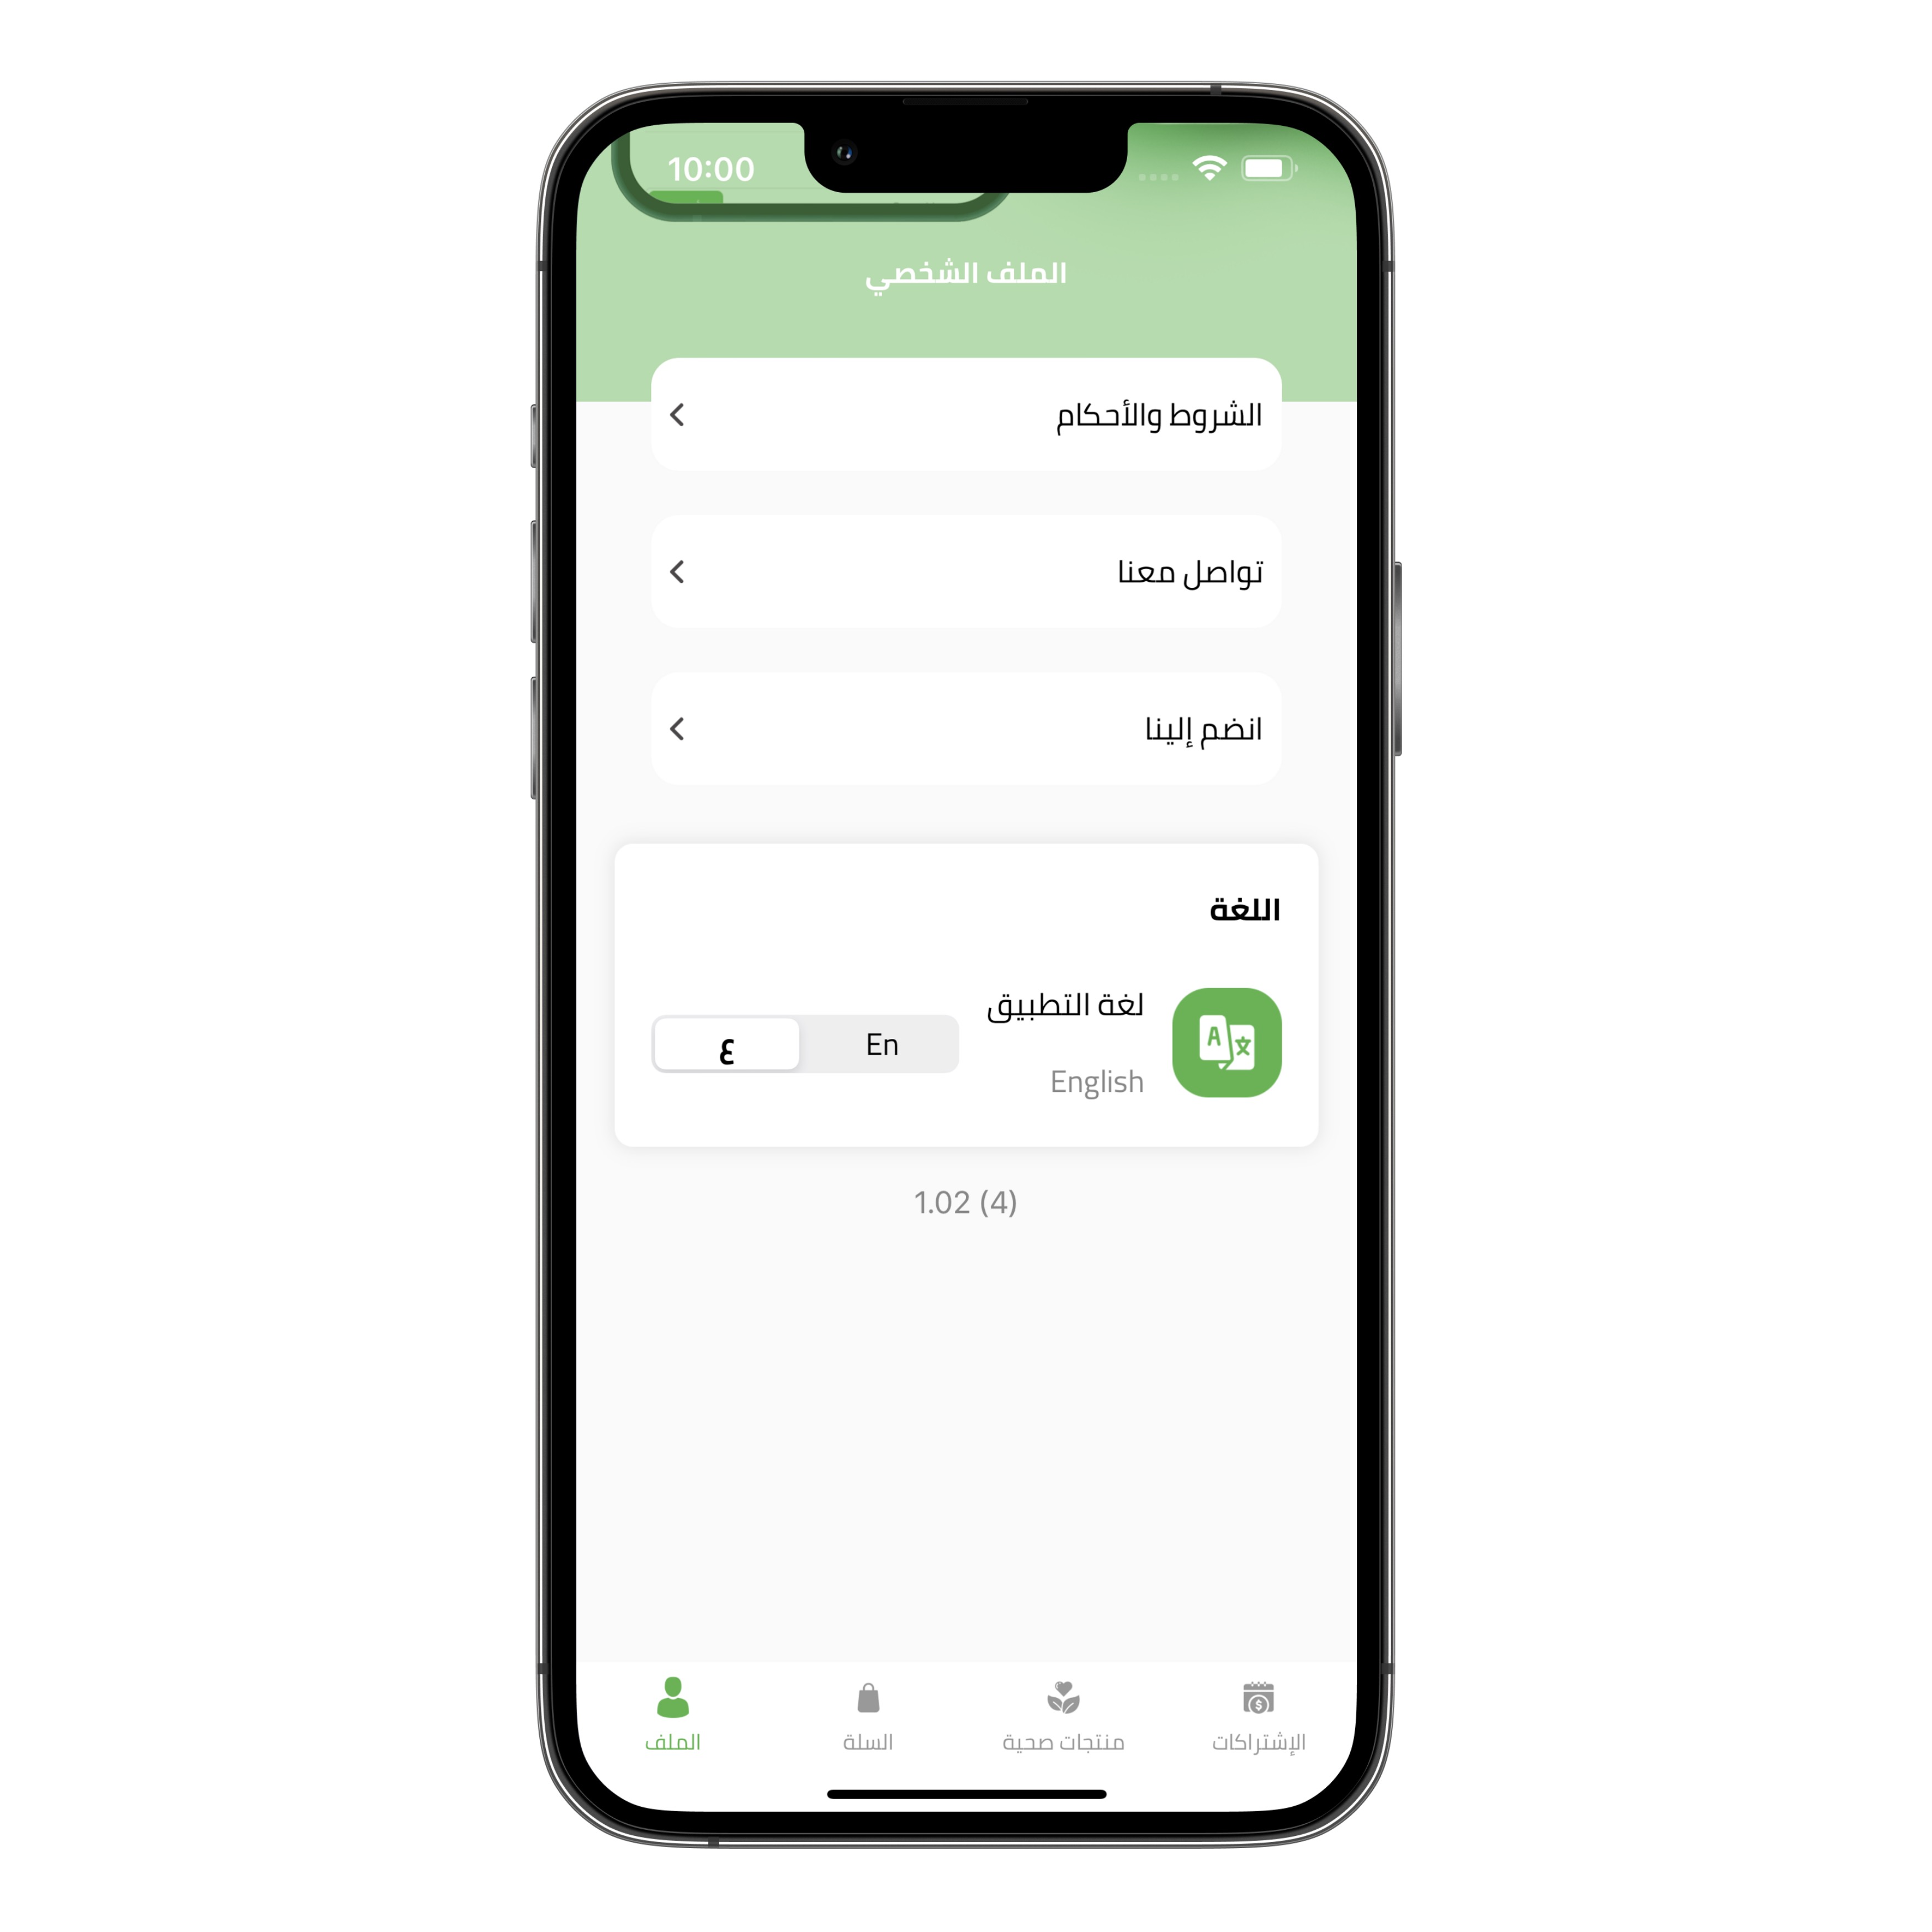 10:00
الملف الشخصي
الشروط والأحكام
تواصل معنا
انضم إلينا
اللغة
لغة التطبيق
English
En
ع
1.02 (4)
الإشتراكات
منتجات صحية
السلة
الملف